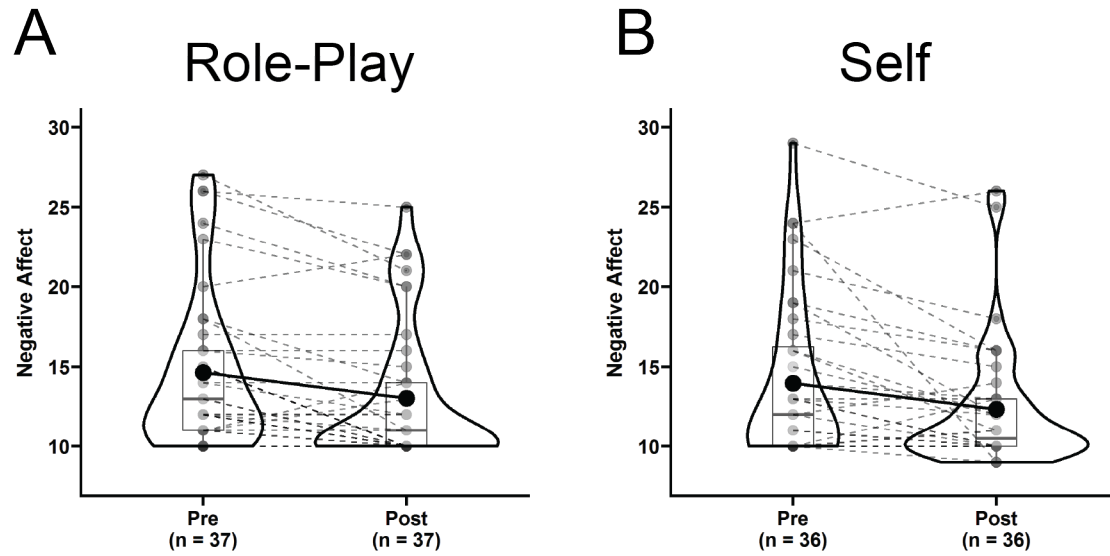 A
Role-Play
Negative Affect
30
25
20
15
10
Pre
(n = 37)
Post
(n = 37)
B
Self
Negative Affect
30
25
20
15
10
Pre
(n = 36)
Post
(n = 36)